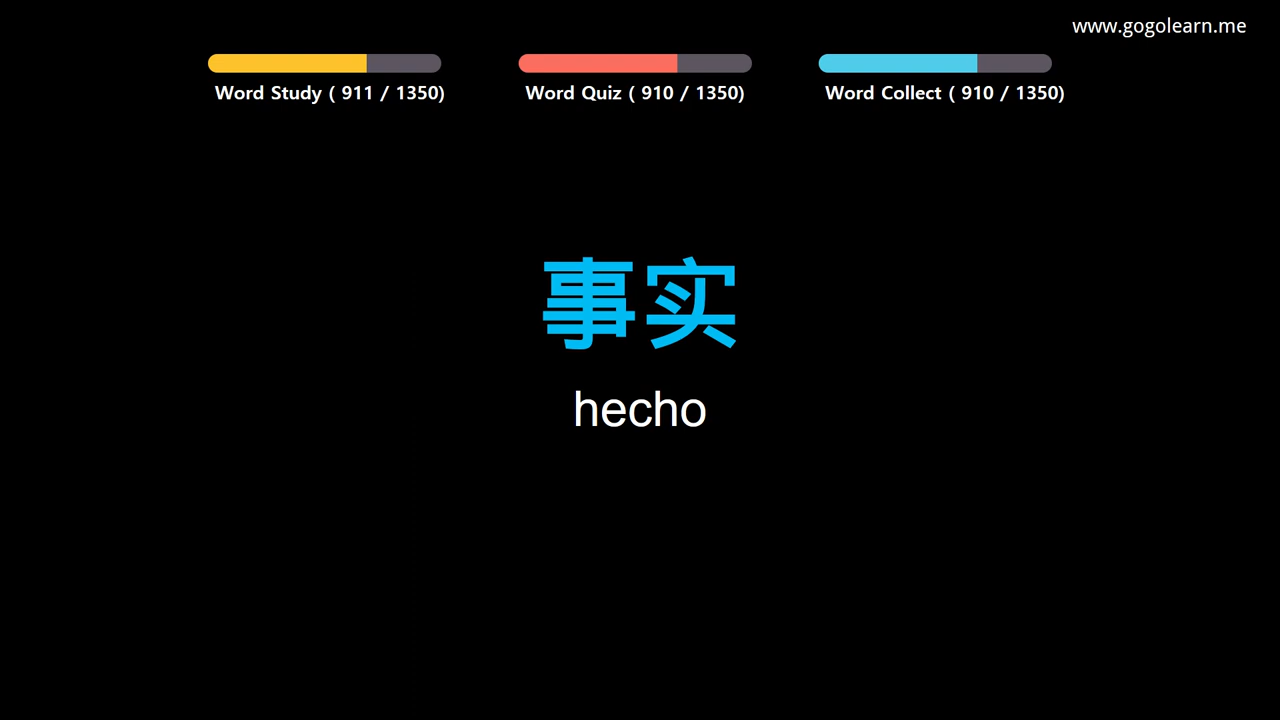 www.gogolearn.me
Word Study ( 911 / 1350)
Word Quiz ( 910 / 1350)
Word Collect ( 910 / 1350)
事实
hecho